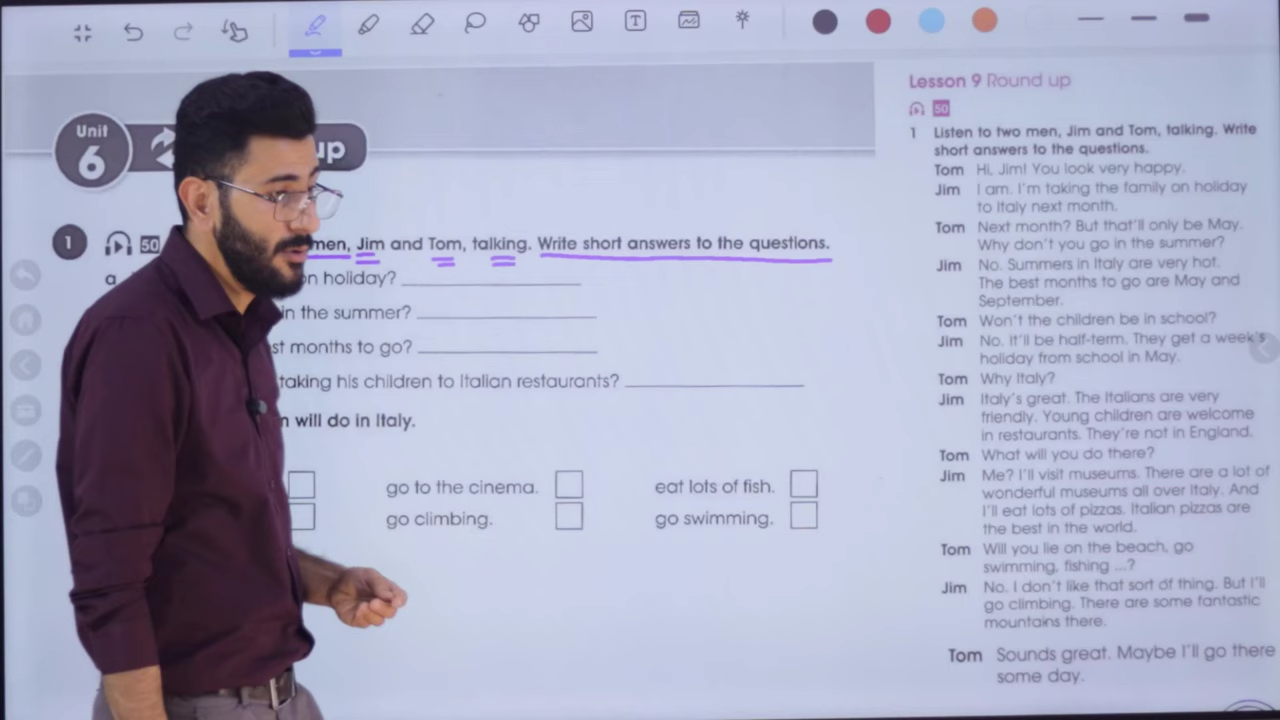 Unit
6
up
1
50
men, Jim and Tom, talking. Write short answers to the questions.
a
on holiday?
in the summer?
st months to go?
taking his children to Italian restaurants?
will do in Italy.
go to the cinema.
eat lots of fish.
go climbing.
go swimming.
Lesson 9 Round up
50
1 Listen to two men, Jim and Tom, talking. Write
short answers to the questions.
Tom Hi, Jim! You look very happy.
Jim I am. I'm taking the family on holiday
to Italy next month.
Tom Next month? But that'll only be May.
Why don't you go in the summer?
Jim No. Summers in Italy are very hot.
The best months to go are May and
September.
Tom Won't the children be in school?
Jim No. It'll be half-term. They get a week's
holiday from school in May.
Tom Why Italy?
Jim Italy's great. The Italians are very
friendly. Young children are welcome
in restaurants. They're not in England.
Tom What will you do there?
Jim Me? I'll visit museums. There are a lot of
wonderful museums all over Italy. And
I'll eat lots of pizzas. Italian pizzas are
the best in the world.
Tom Will you lie on the beach, go
swimming, fishing ...?
Jim No. I don't like that sort of thing. But I'll
go climbing. There are some fantastic
mountains there.
Tom Sounds great. Maybe I'll go there
some day.